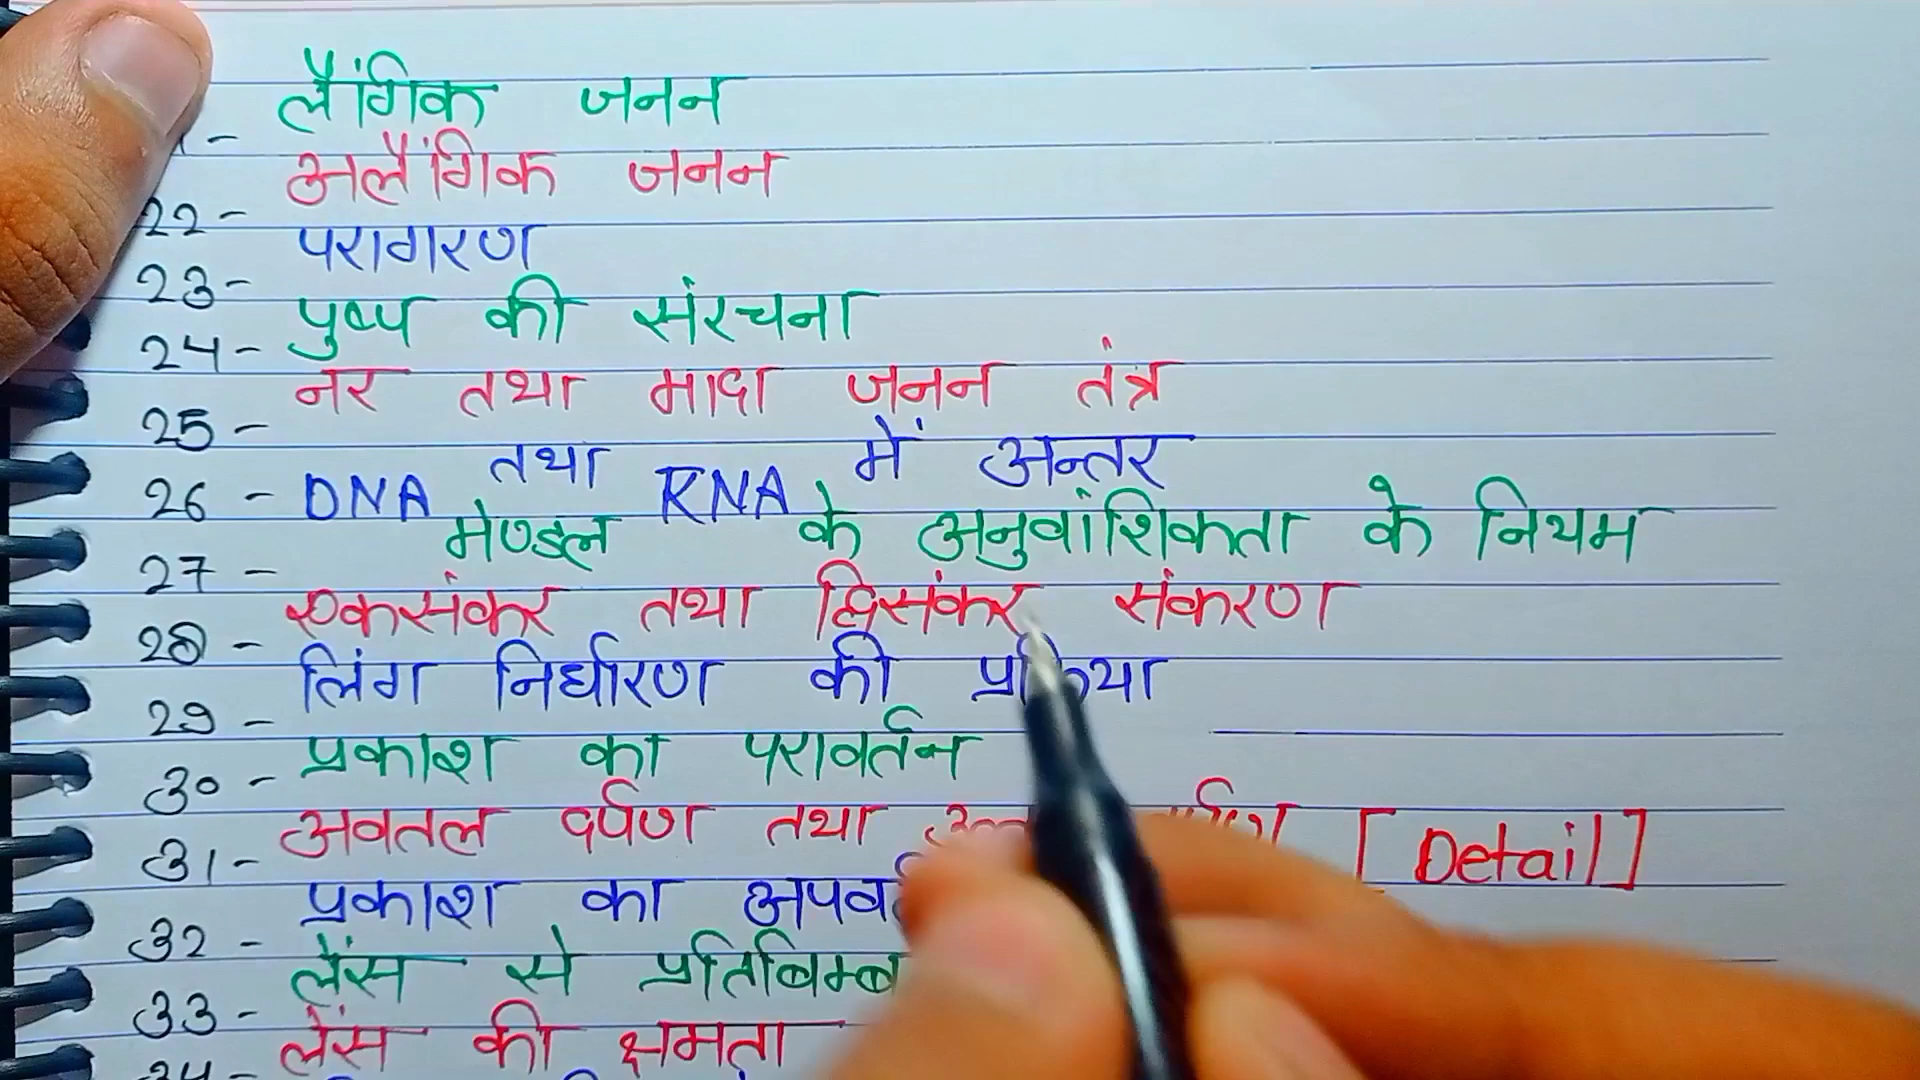 लैंगिक जनन
अलैंगिक जनन
22- परागरण
23- पुष्प की संरचना
24- नर तथा मादा जनन तंत्र
25-
26- DNA तथा RNA में अन्तर
27- मेण्डल के अनुवांशिकता के नियम
28- एकसंकर तथा द्विसंकर संकरण
29- लिंग निर्धारण की प्रक्रिया
30- प्रकाश का परावर्तन
31- अवतल दर्पण तथा [Detail]
32- प्रकाश का
33- लेंस से प्रतिबिम्ब
34- लेंस की क्षमता